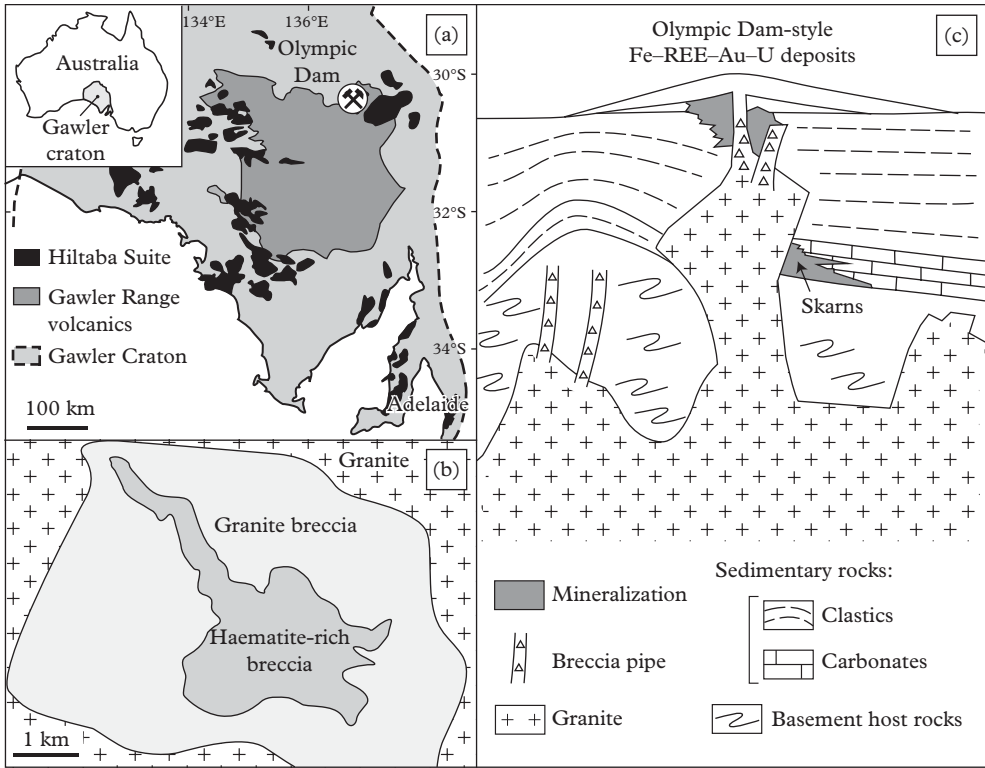 134°E
136°E
(a)
Australia
Gawler
craton
Olympic
Dam
30°S
32°S
34°S
Hiltaba Suite
Gawler Range
volcanics
Gawler Craton
100 km
Adelaide
(b)
Granite
Granite breccia
Haematite-rich
breccia
1 km
(c)
Olympic Dam-style
Fe–REE–Au–U deposits
Skarns
Mineralization
Breccia pipe
Granite
Sedimentary rocks:
Clastics
Carbonates
Basement host rocks